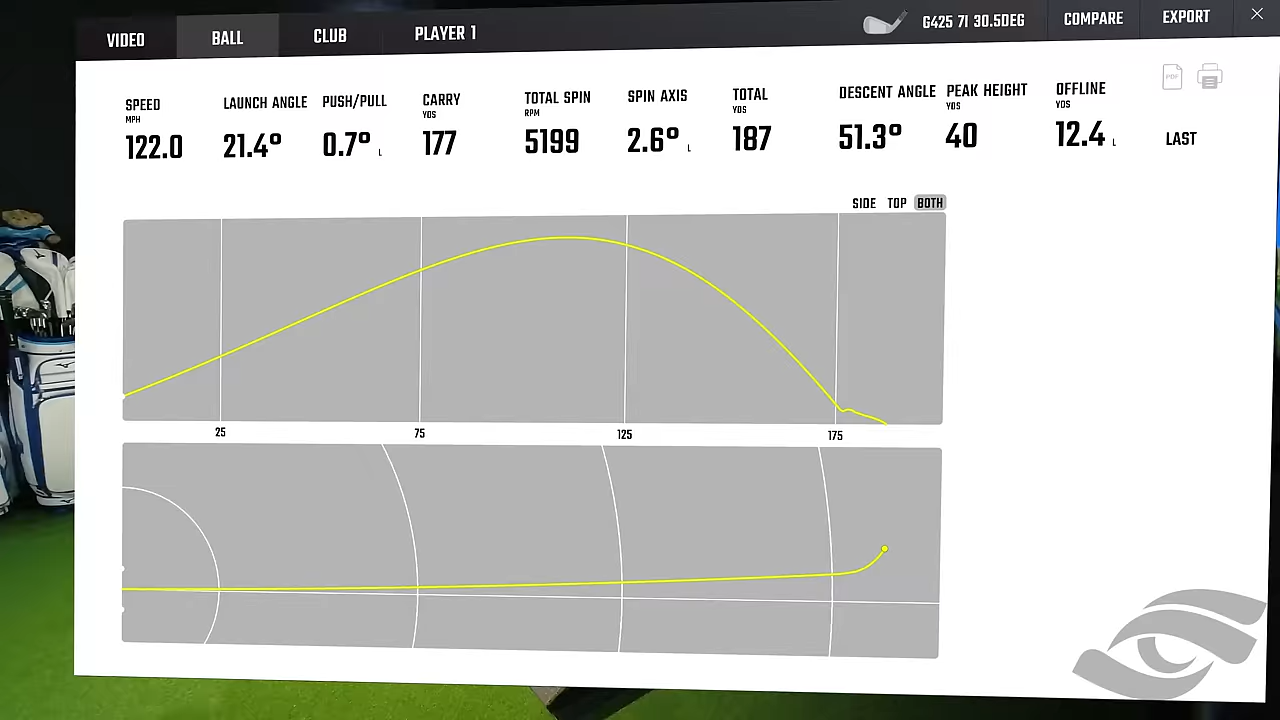 VIDEO
BALL
CLUB
PLAYER 1
G425 7I 30.5DEG
COMPARE
EXPORT
PDF
SPEED
MPH
122.0
LAUNCH ANGLE
21.4°
PUSH/PULL
0.7° L
CARRY
YDS
177
TOTAL SPIN
RPM
5199
SPIN AXIS
2.6° L
TOTAL
YDS
187
DESCENT ANGLE
51.3°
PEAK HEIGHT
YDS
40
OFFLINE
YDS
12.4 L
LAST
SIDE TOP BOTH
25 75 125 175